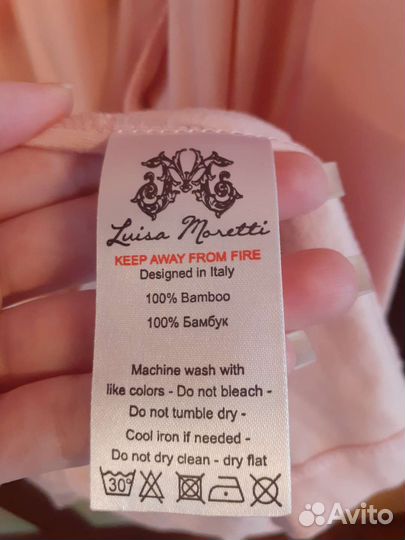 Luisa Moretti
KEEP AWAY FROM FIRE
Designed in Italy
100% Bamboo
100% Бамбук
Machine wash with
like colors - Do not bleach -
Do not tumble dry -
Cool iron if needed -
Do not dry clean - dry flat
30°
Avito